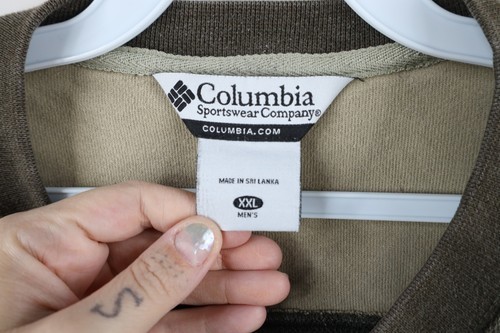 Columbia
Sportswear Company®
COLUMBIA.COM
MADE IN SRI LANKA
XXL
MEN'S
S